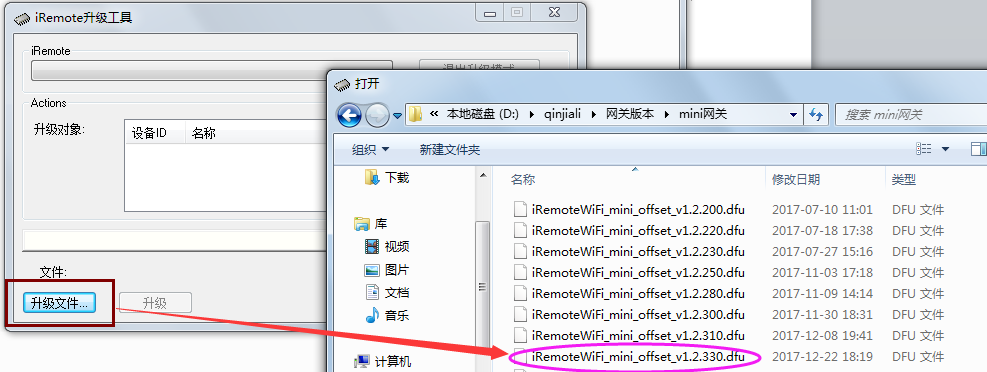 iRemote升级工具
iRemote
退出升级模式
Actions
升级对象:
设备ID 名称
文件:
升级文件... 升级
打开
« 本地磁盘 (D:) qinjiali 网关版本 mini网关
搜索 mini网关
组织 新建文件夹
下载
库
视频
图片
文档
音乐
计算机
名称 修改日期 类型
iRemoteWiFi_mini_offset_v1.2.200.dfu 2017-07-10 11:01 DFU 文件
iRemoteWiFi_mini_offset_v1.2.220.dfu 2017-07-18 17:38 DFU 文件
iRemoteWiFi_mini_offset_v1.2.230.dfu 2017-07-27 15:16 DFU 文件
iRemoteWiFi_mini_offset_v1.2.250.dfu 2017-11-03 17:18 DFU 文件
iRemoteWiFi_mini_offset_v1.2.280.dfu 2017-11-09 14:14 DFU 文件
iRemoteWiFi_mini_offset_v1.2.300.dfu 2017-11-30 18:31 DFU 文件
iRemoteWiFi_mini_offset_v1.2.310.dfu 2017-12-08 19:41 DFU 文件
iRemoteWiFi_mini_offset_v1.2.330.dfu 2017-12-22 18:19 DFU 文件